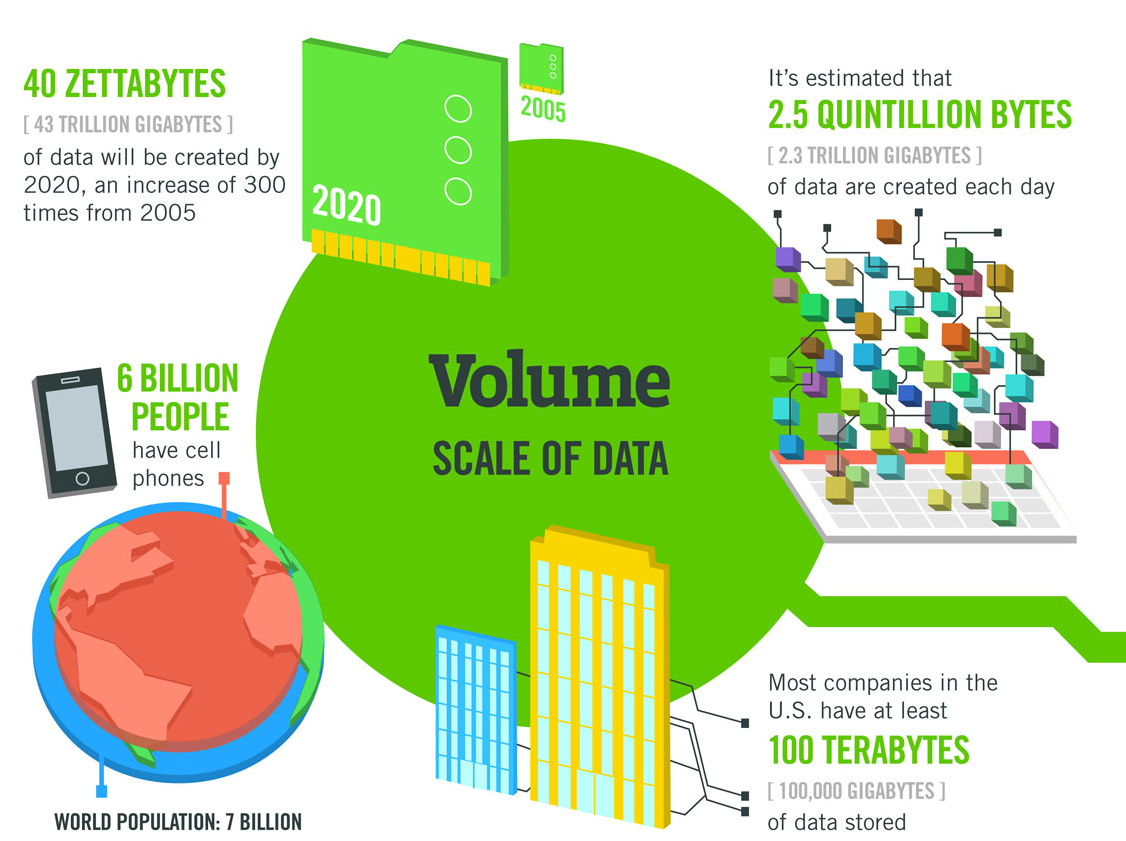 40 ZETTABYTES
[ 43 TRILLION GIGABYTES ]
of data will be created by
2020, an increase of 300
times from 2005
2020
2005
It's estimated that
2.5 QUINTILLION BYTES
[ 2.3 TRILLION GIGABYTES ]
of data are created each day
6 BILLION
PEOPLE
have cell
phones
Volume
SCALE OF DATA
WORLD POPULATION: 7 BILLION
Most companies in the
U.S. have at least
100 TERABYTES
[ 100,000 GIGABYTES ]
of data stored